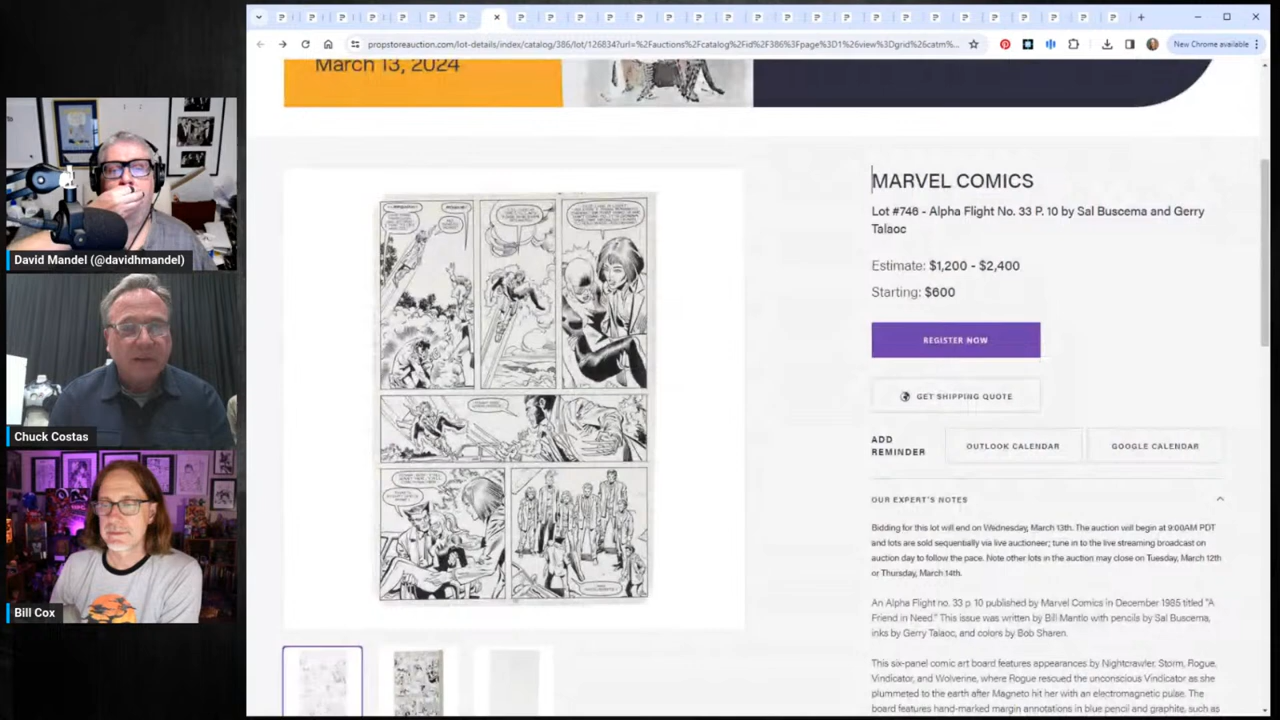 New Chrome available
propstoreauction.com/lot-details/index/catalog/386/lot/126834?url=%2Fauctions%2Fcatalog%2Fid%2F386%3Fpage%3D1%26view%3Dgrid%26catm%...
March 13, 2024
MARVEL COMICS
Lot #746 - Alpha Flight No. 33 P. 10 by Sal Buscema and Gerry
Talaoc
Estimate: $1,200 - $2,400
Starting: $600
REGISTER NOW
GET SHIPPING QUOTE
ADD
REMINDER
OUTLOOK CALENDAR
GOOGLE CALENDAR
OUR EXPERT'S NOTES
Bidding for this lot will end on Wednesday, March 13th. The auction will begin at 9:00AM PDT
and lots are sold sequentially via live auctioneer; tune in to the live streaming broadcast on
auction day to follow the pace. Note other lots in the auction may close on Tuesday, March 12th
or Thursday, March 14th.
An Alpha Flight no. 33 p 10 published by Marvel Comics in December 1985 titled "A
Friend in Need." This issue was written by Bill Mantlo with pencils by Sal Buscema,
inks by Gerry Talaoc, and colors by Bob Sharen.
This six-panel comic art board features appearances by Nightcrawler, Storm, Rogue,
Vindicator, and Wolverine, where Rogue rescued the unconscious Vindicator as she
plummeted to the earth after Magneto hit her with an electromagnetic pulse. The
board features hand-marked margin annotations in blue pencil and graphite, such as
David Mandel (@davidhmandel)
Chuck Costas
Bill Cox